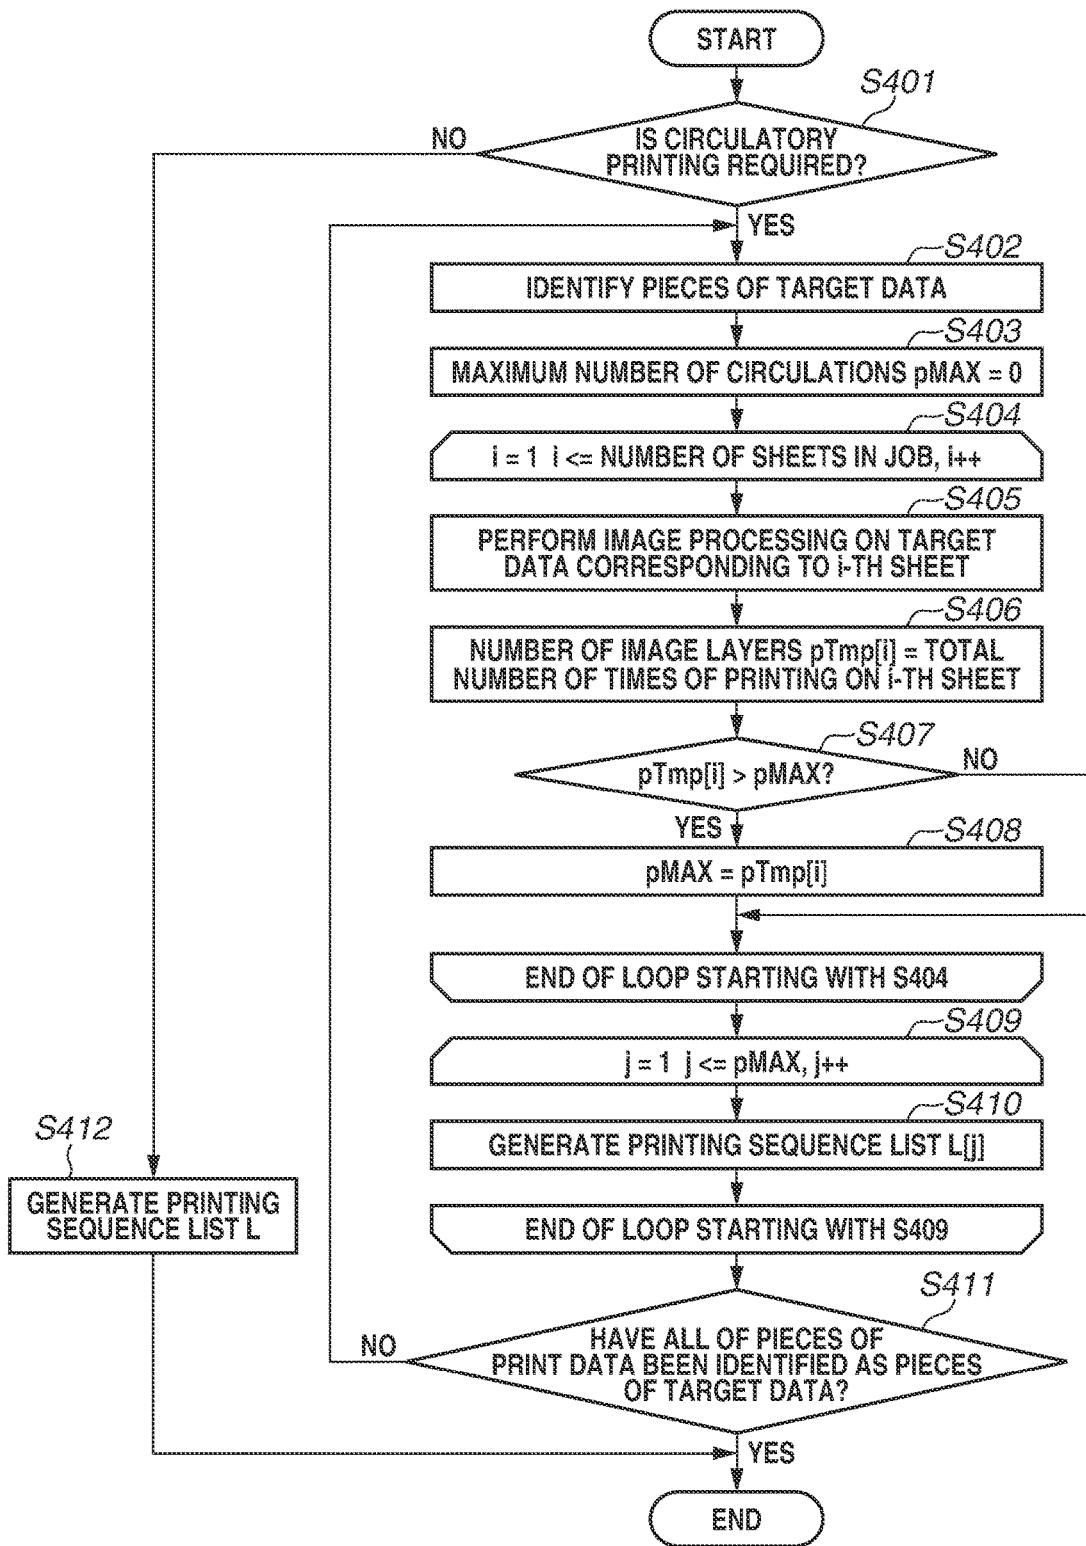 START
S401
NO
IS CIRCULATORY
PRINTING REQUIRED?
YES
S402
IDENTIFY PIECES OF TARGET DATA
S403
MAXIMUM NUMBER OF CIRCULATIONS pMAX = 0
S404
i = 1 i <= NUMBER OF SHEETS IN JOB, i++
S405
PERFORM IMAGE PROCESSING ON TARGET
DATA CORRESPONDING TO i-TH SHEET
S406
NUMBER OF IMAGE LAYERS pTmp[i] = TOTAL
NUMBER OF TIMES OF PRINTING ON i-TH SHEET
S407
pTmp[i] > pMAX?
NO
YES
S408
pMAX = pTmp[i]
END OF LOOP STARTING WITH S404
S409
j = 1 j <= pMAX, j++
S410
GENERATE PRINTING SEQUENCE LIST L[j]
S412
GENERATE PRINTING
SEQUENCE LIST L
END OF LOOP STARTING WITH S409
S411
NO
HAVE ALL OF PIECES OF
PRINT DATA BEEN IDENTIFIED AS PIECES
OF TARGET DATA?
YES
END